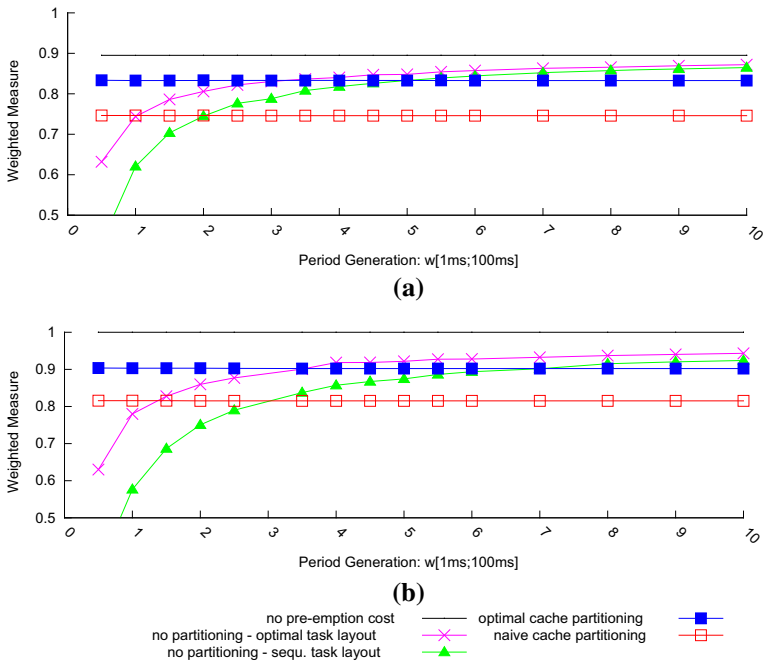 1
0.9
0.8
0.7
0.6
0.5
0 1 2 3 4 5 6 7 8 9 10
Weighted Measure
Period Generation: w[1ms;100ms]
(a)
1
0.9
0.8
0.7
0.6
0.5
0 1 2 3 4 5 6 7 8 9 10
Weighted Measure
Period Generation: w[1ms;100ms]
(b)
no pre-emption cost optimal cache partitioning
no partitioning - optimal task layout naive cache partitioning
no partitioning - sequ. task layout